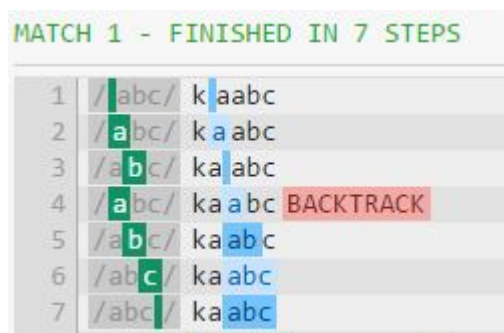 MATCH 1 - FINISHED IN 7 STEPS
1 /abc/ kaabc
2 /abc/ kaabc
3 /abc/ kaabc
4 /abc/ kaabc BACKTRACK
5 /abc/ kaabc
6 /abc/ kaabc
7 /abc/ kaabc